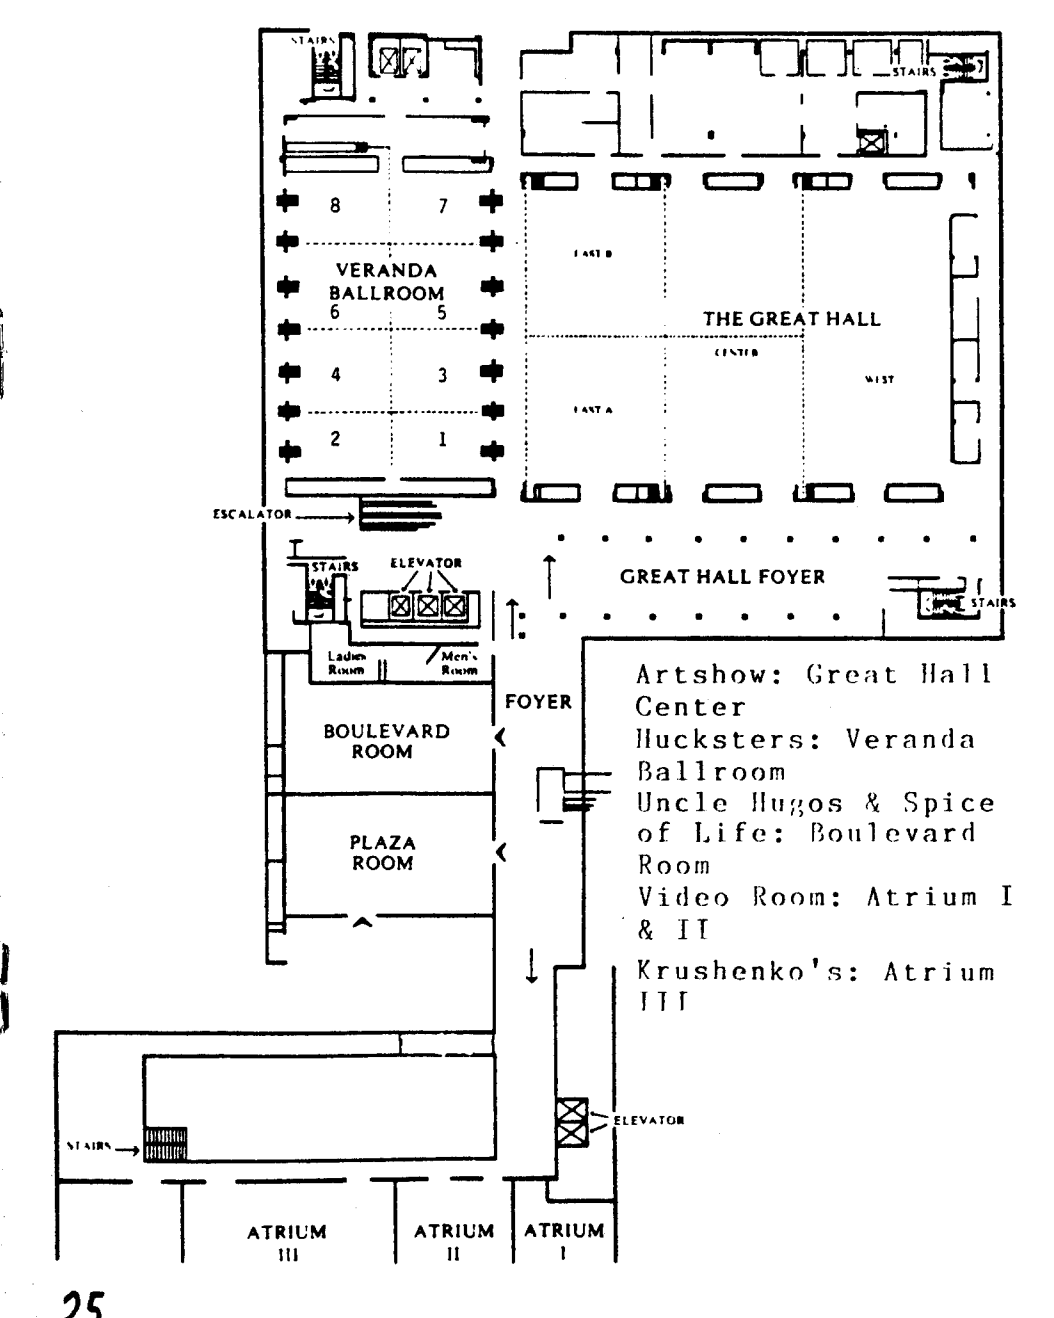 STAIRS
STAIRS
8 7
VERANDA
BALLROOM
6 5
4 3
2 1
EAST B
THE GREAT HALL
CENTER
WEST
EAST A
ESCALATOR
STAIRS
ELEVATOR
GREAT HALL FOYER
STAIRS
Ladies
Room
Men's
Room
FOYER
BOULEVARD
ROOM
PLAZA
ROOM
Artshow: Great Hall
Center
Hucksters: Veranda
Ballroom
Uncle Hugos & Spice
of Life: Boulevard
Room
Video Room: Atrium I
& II
Krushenko's: Atrium
III
ELEVATOR
STAIRS
ATRIUM
III
ATRIUM
II
ATRIUM
I
25